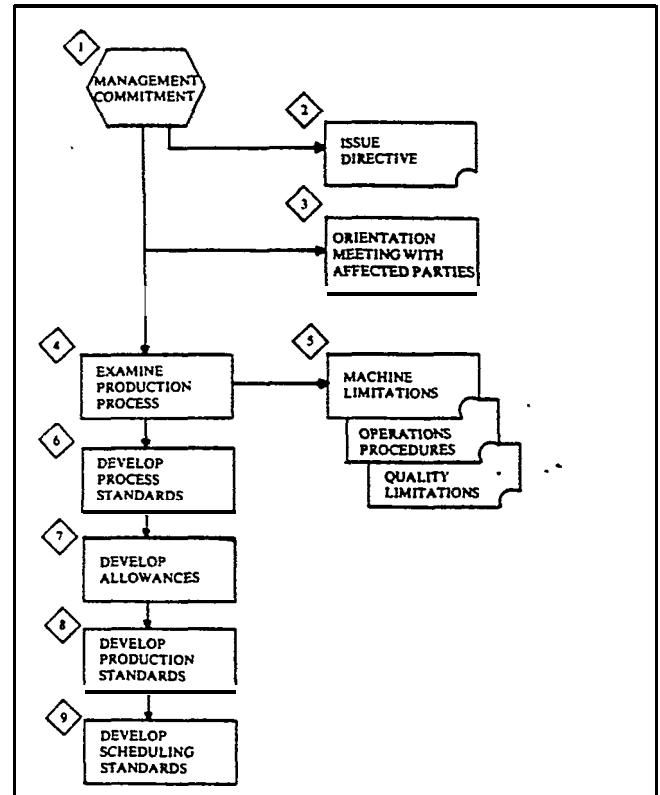 1
MANAGEMENT
COMMITMENT
2
ISSUE
DIRECTIVE
3
ORIENTATION
MEETING WITH
AFFECTED PARTIES
4
EXAMINE
PRODUCTION
PROCESS
5
MACHINE
LIMITATIONS
OPERATIONS
PROCEDURES
QUALITY
LIMITATIONS
6
DEVELOP
PROCESS
STANDARDS
7
DEVELOP
ALLOWANCES
8
DEVELOP
PRODUCTION
STANDARDS
9
DEVELOP
SCHEDULING
STANDARDS